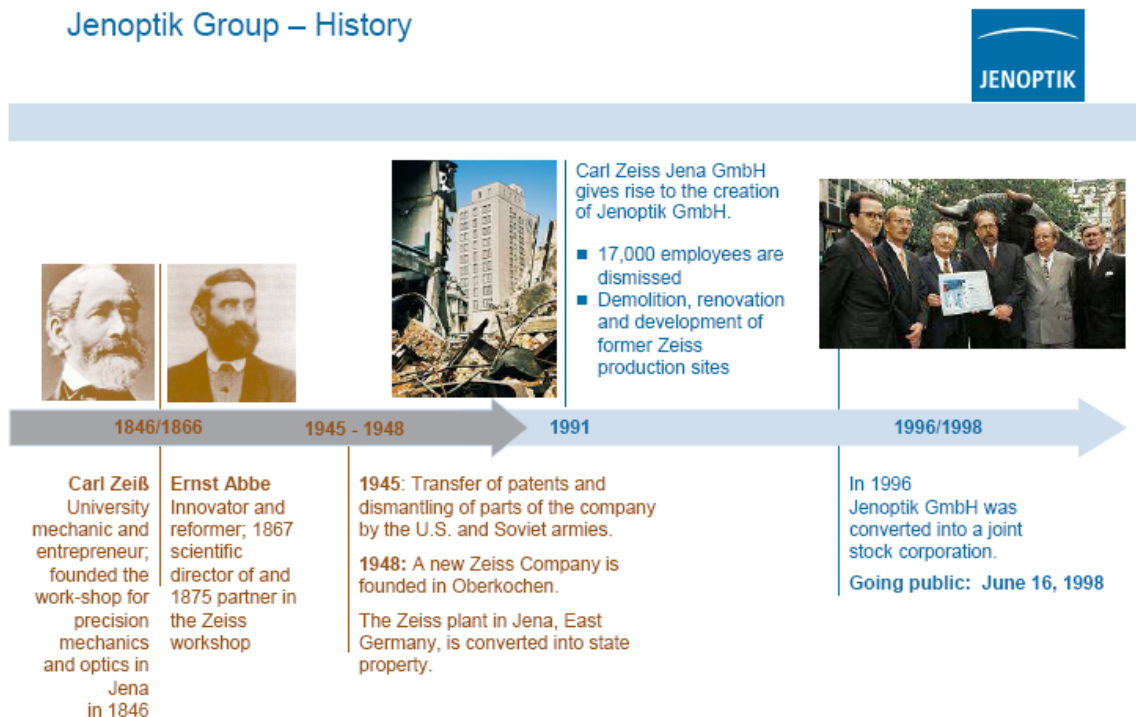 Jenoptik Group – History
JENOPTIK
Carl Zeiss Jena GmbH
gives rise to the creation
of Jenoptik GmbH.
■ 17,000 employees are
dismissed
■ Demolition, renovation
and development of
former Zeiss
production sites
1846/1866
1945 - 1948
1991
1996/1998
Carl Zeiß
University
mechanic and
entrepreneur;
founded the
work-shop for
precision
mechanics
and optics in
Jena
in 1846
Ernst Abbe
Innovator and
reformer; 1867
scientific
director of and
1875 partner in
the Zeiss
workshop
1945: Transfer of patents and
dismantling of parts of the company
by the U.S. and Soviet armies.
1948: A new Zeiss Company is
founded in Oberkochen.
The Zeiss plant in Jena, East
Germany, is converted into state
property.
In 1996
Jenoptik GmbH was
converted into a joint
stock corporation.
Going public: June 16, 1998